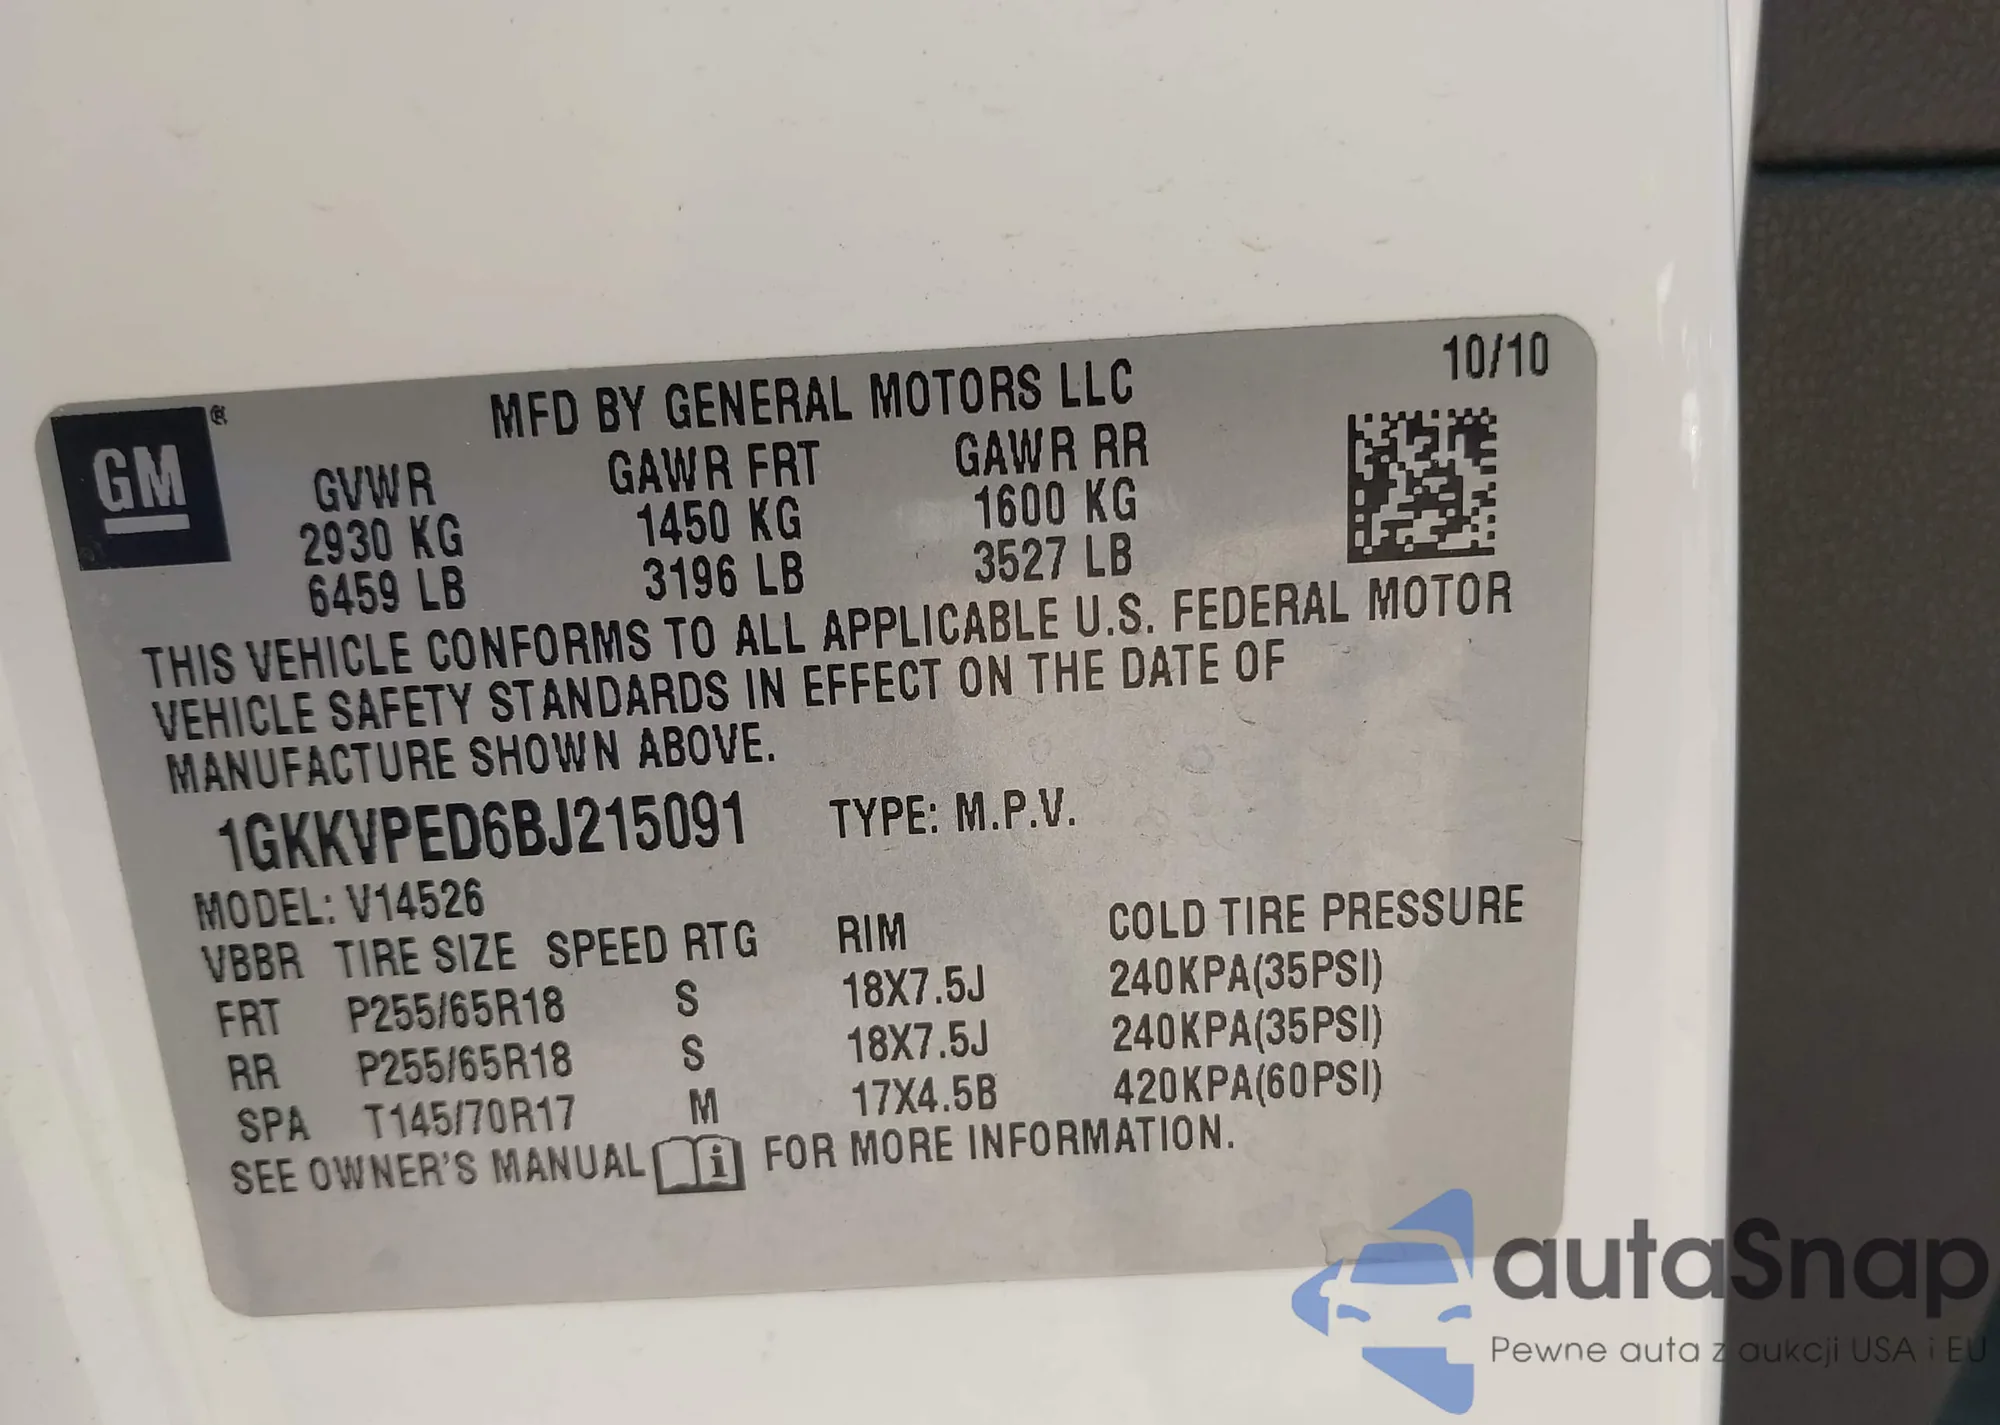 10/10
MFD BY GENERAL MOTORS LLC
GM ®
GVWR GAWR FRT GAWR RR
2930 KG 1450 KG 1600 KG
6459 LB 3196 LB 3527 LB
THIS VEHICLE CONFORMS TO ALL APPLICABLE U.S. FEDERAL MOTOR
VEHICLE SAFETY STANDARDS IN EFFECT ON THE DATE OF
MANUFACTURE SHOWN ABOVE.
1GKKVPED6BJ215091 TYPE: M.P.V.
MODEL: V14526
VBBR TIRE SIZE SPEED RTG RIM COLD TIRE PRESSURE
FRT P255/65R18 S 18X7.5J 240KPA(35PSI)
RR P255/65R18 S 18X7.5J 240KPA(35PSI)
SPA T145/70R17 M 17X4.5B 420KPA(60PSI)
SEE OWNER'S MANUAL i FOR MORE INFORMATION.
autaSnap
Pewne auta z aukcji USA i EU